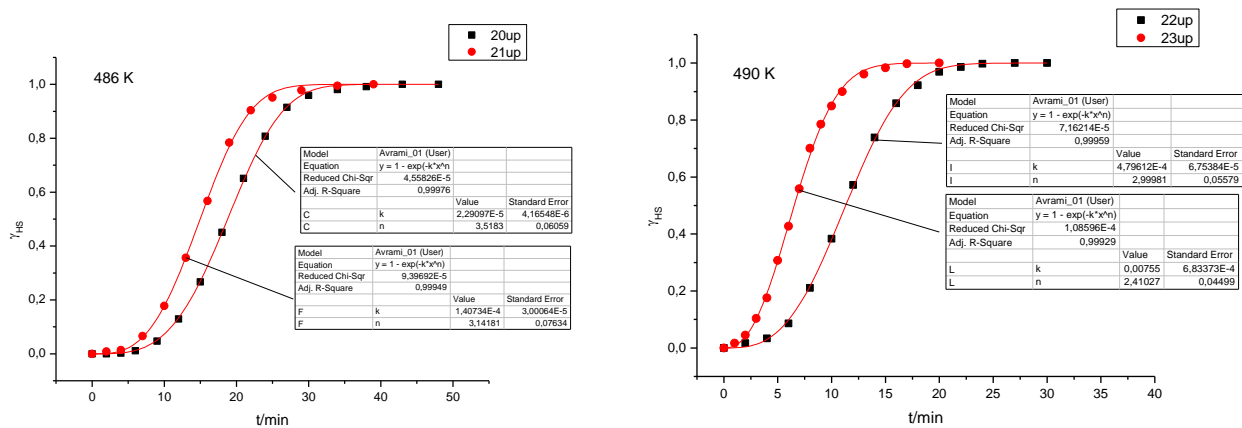 20up
21up
486 K
1,0
0,8
0,6
0,4
0,2
0,0
γHS
0 10 20 30 40 50
t/min
Model Avrami_01 (User)
Equation y = 1 - exp(-k*x^n)
Reduced Chi-Sqr 4,55826E-5
Adj. R-Square 0,99976
Value Standard Error
C k 2,29097E-5 4,16548E-6
C n 3,5183 0,06059
Model Avrami_01 (User)
Equation y = 1 - exp(-k*x^n)
Reduced Chi-Sqr 9,39692E-5
Adj. R-Square 0,99949
Value Standard Error
F k 1,40734E-4 3,00064E-5
F n 3,14181 0,07634
22up
23up
490 K
1,0
0,8
0,6
0,4
0,2
0,0
γHS
0 5 10 15 20 25 30 35 40
t/min
Model Avrami_01 (User)
Equation y = 1 - exp(-k*x^n)
Reduced Chi-Sqr 7,16214E-5
Adj. R-Square 0,99959
Value Standard Error
I k 4,79612E-4 6,75384E-5
I n 2,99981 0,05579
Model Avrami_01 (User)
Equation y = 1 - exp(-k*x^n)
Reduced Chi-Sqr 1,08596E-4
Adj. R-Square 0,99929
Value Standard Error
L k 0,00755 6,83373E-4
L n 2,41027 0,04499